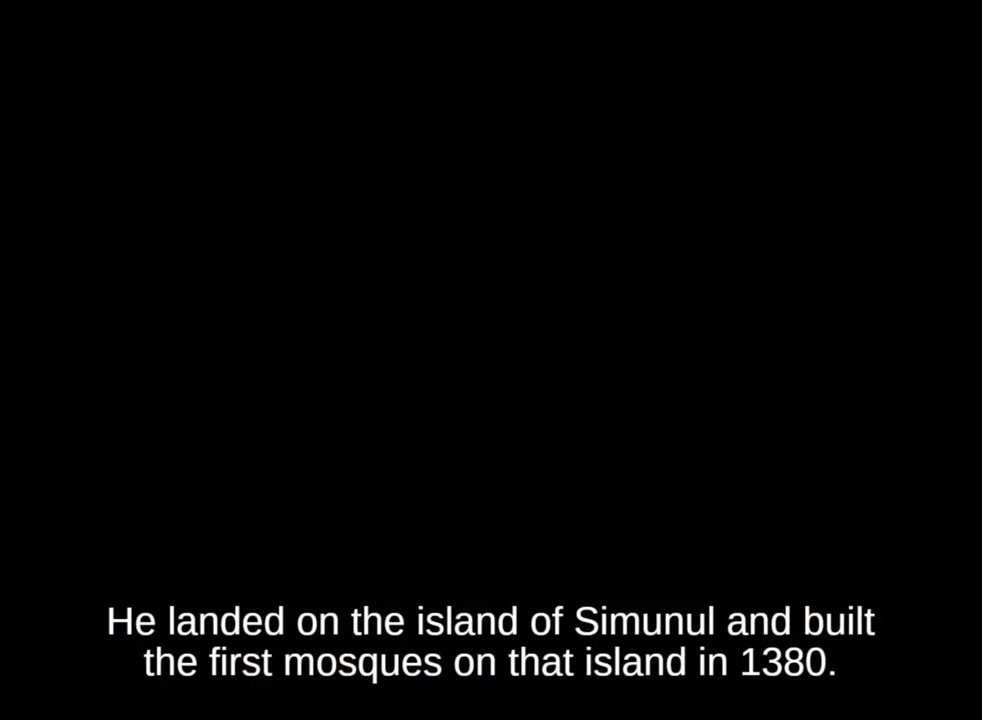 He landed on the island of Simunul and built
the first mosques on that island in 1380.